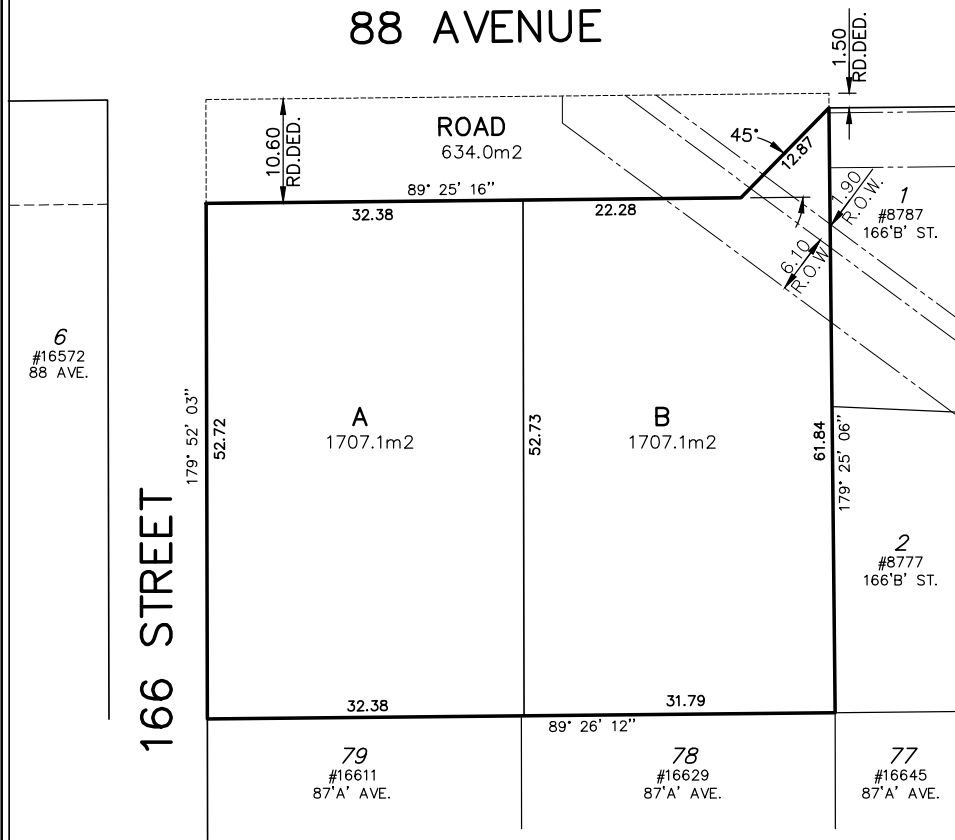 88 AVENUE
1.50
RD.DED.
10.60
RD.DED.
ROAD
634.0m2
45°
12.87
89° 25' 16"
32.38
22.28
1.90
R.O.W.
6.10
R.O.W.
1
#8787
166'B' ST.
6
#16572
88 AVE.
179° 52' 03"
52.72
A
1707.1m2
52.73
B
1707.1m2
61.84
179° 25' 06"
166 STREET
2
#8777
166'B' ST.
32.38
31.79
89° 26' 12"
79
#16611
87'A' AVE.
78
#16629
87'A' AVE.
77
#16645
87'A' AVE.